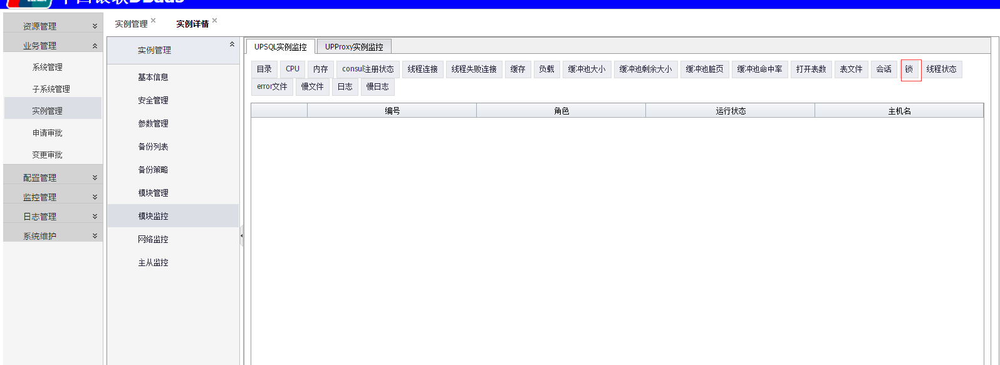 实例管理 实例详情
资源管理
业务管理
系统管理
子系统管理
实例管理
申请审批
变更审批
配置管理
监控管理
日志管理
系统维护
实例管理
基本信息
安全管理
参数管理
备份列表
备份策略
模块管理
模块监控
网络监控
主从监控
UPSQL实例监控 UPProxy实例监控
目录 CPU 内存 consul注册状态 线程连接 线程失败连接 缓存 负载 缓冲池大小 缓冲池剩余大小 缓冲池脏页 缓冲池命中率 打开表数 表文件 会话 锁 线程状态
error文件 慢文件 日志 慢日志
编号 角色 运行状态 主机名